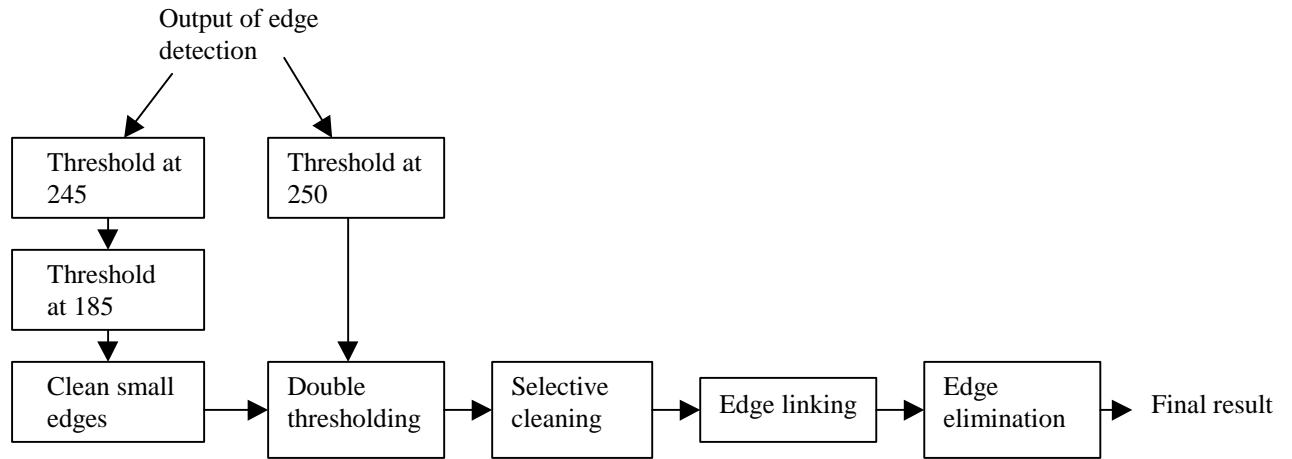 Output of edge
detection
Threshold at
245
Threshold at
250
Threshold
at 185
Clean small
edges
Double
thresholding
Selective
cleaning
Edge linking
Edge
elimination
Final result